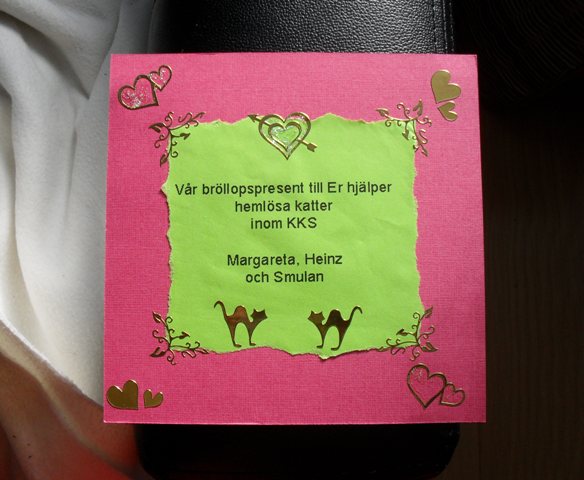 Vår bröllopspresent till Er hjälper
hemlösa katter
inom KKS
Margareta, Heinz
och Smulan